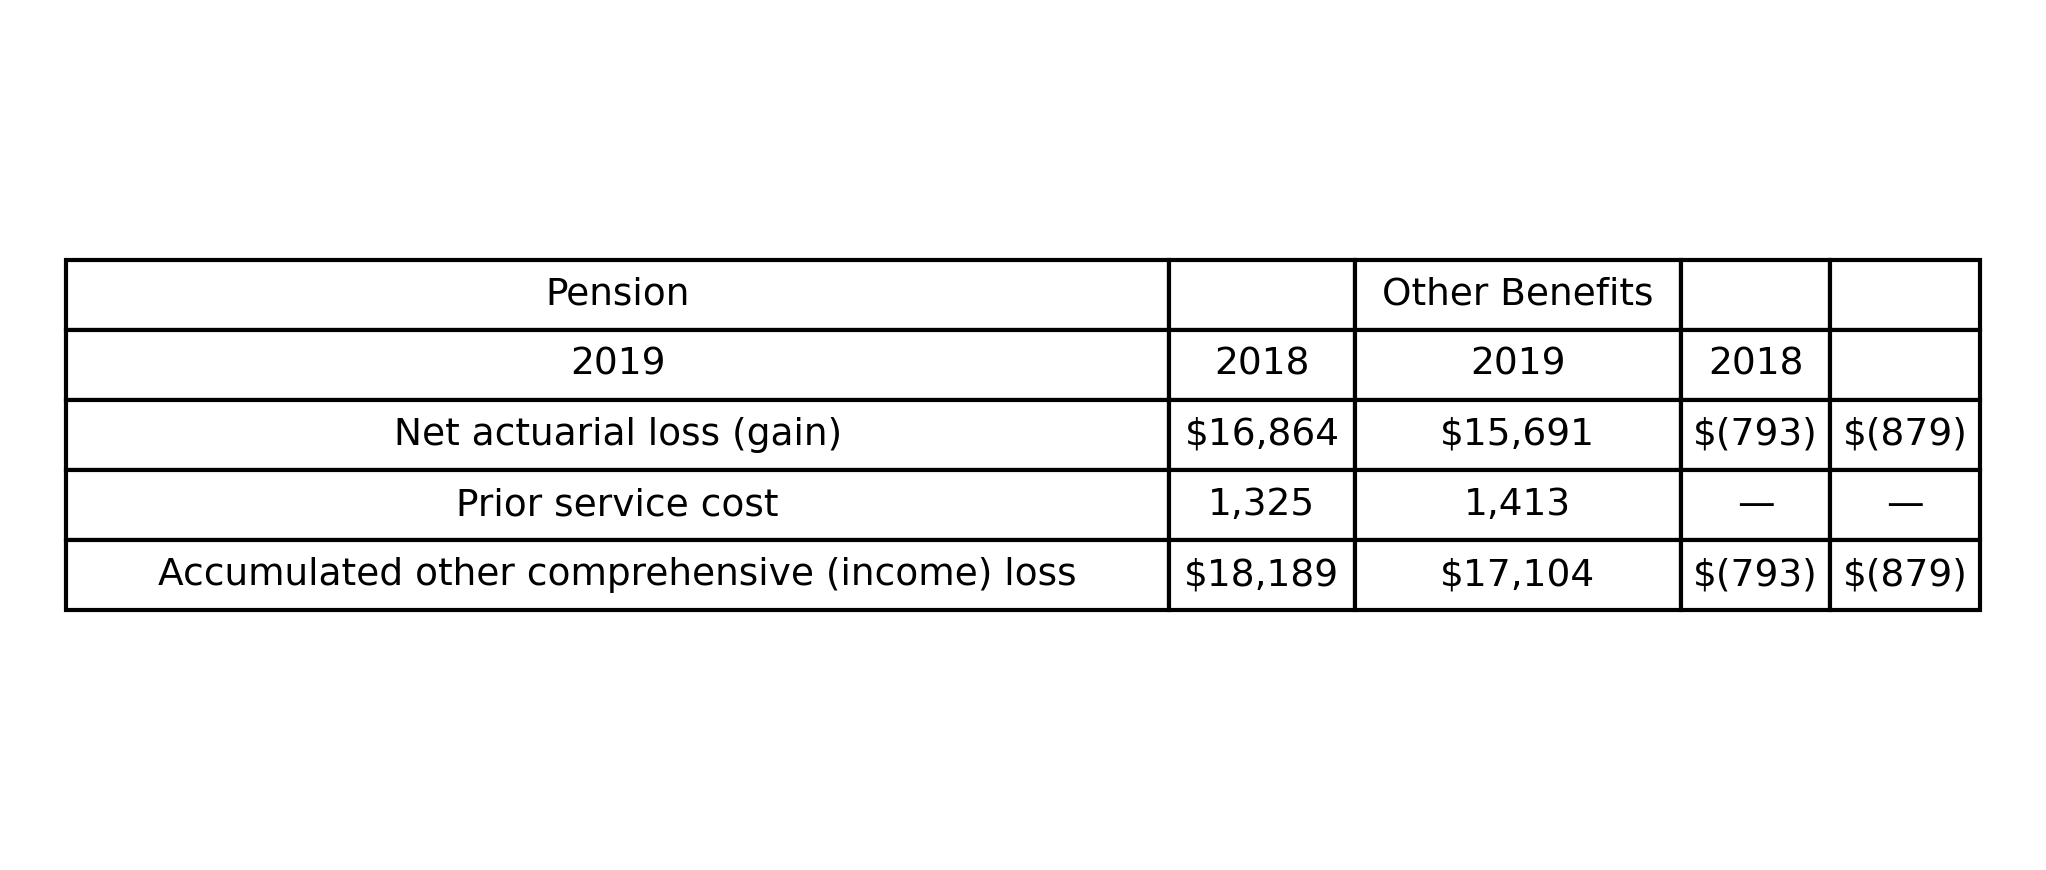 Pension Other Benefits
2019 2018 2019 2018
Net actuarial loss (gain) $16,864 $15,691 $(793) $(879)
Prior service cost 1,325 1,413 — —
Accumulated other comprehensive (income) loss $18,189 $17,104 $(793) $(879)